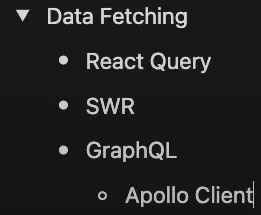 Data Fetching
React Query
SWR
GraphQL
Apollo Client